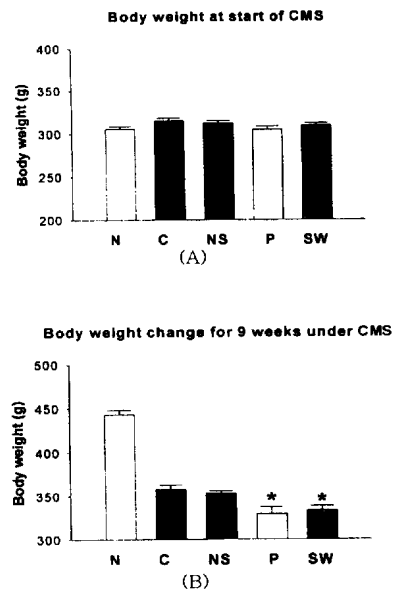 Body weight at start of CMS
Body weight (g)
400
350
300
250
200
N C NS P SW
(A)
Body weight change for 9 weeks under CMS
Body weight (g)
500
450
400
350
300
* *
N C NS P SW
(B)